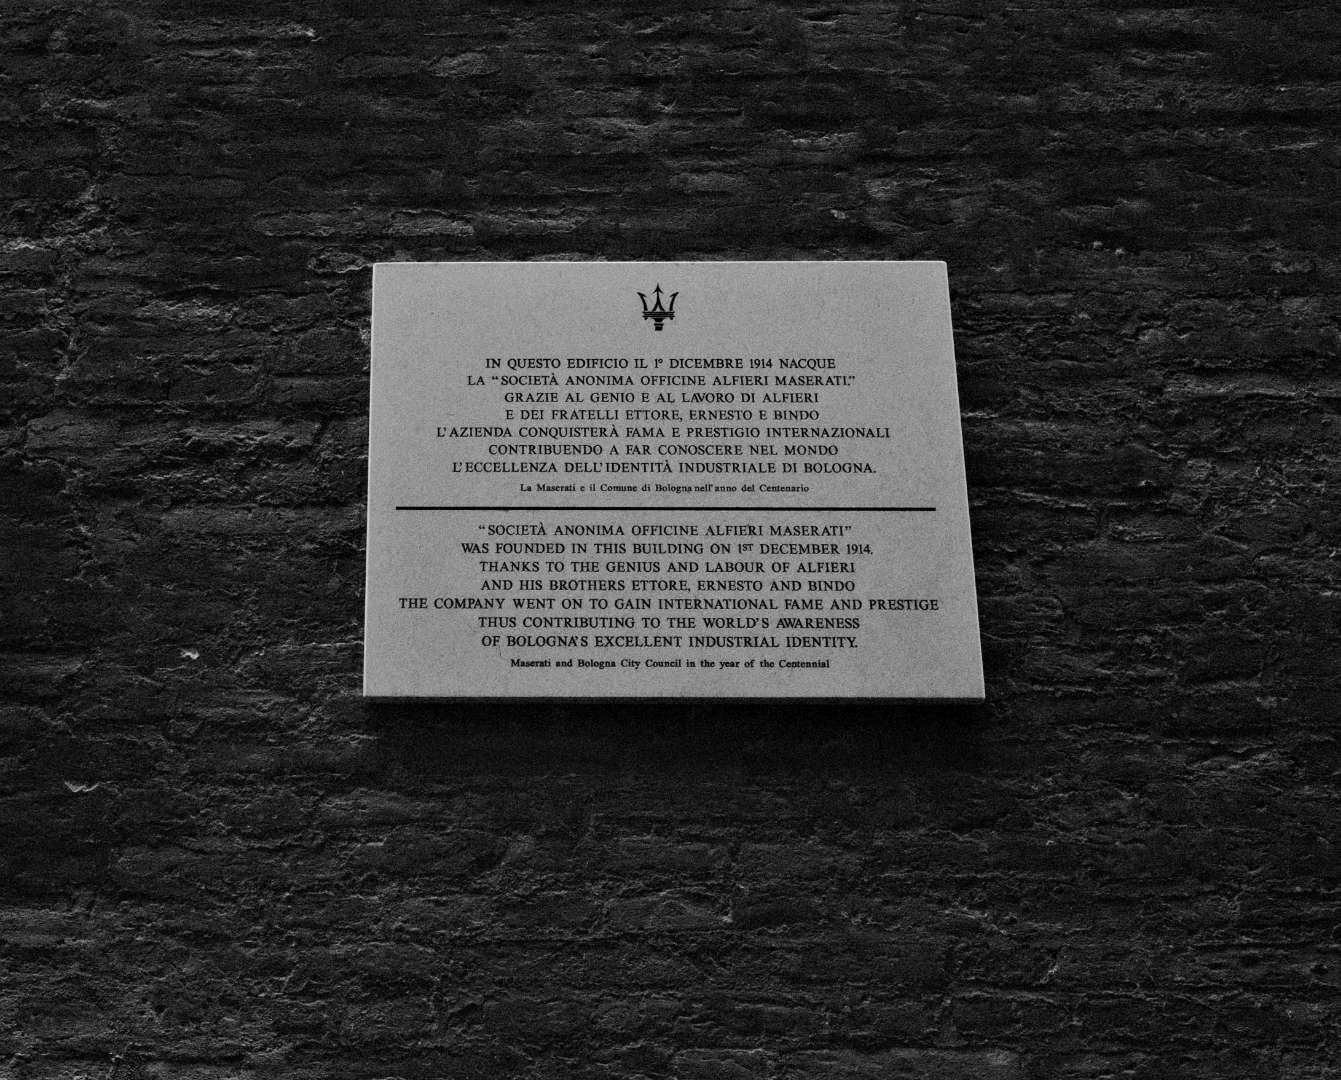 IN QUESTO EDIFICIO IL 1° DICEMBRE 1914 NACQUE
LA “SOCIETÀ ANONIMA OFFICINE ALFIERI MASERATI.”
GRAZIE AL GENIO E AL LAVORO DI ALFIERI
E DEI FRATELLI ETTORE, ERNESTO E BINDO
L'AZIENDA CONQUISTERÀ FAMA E PRESTIGIO INTERNAZIONALI
CONTRIBUENDO A FAR CONOSCERE NEL MONDO
L'ECCELLENZA DELL'IDENTITÀ INDUSTRIALE DI BOLOGNA.
La Maserati e il Comune di Bologna nell'anno del Centenario
“SOCIETÀ ANONIMA OFFICINE ALFIERI MASERATI”
WAS FOUNDED IN THIS BUILDING ON 1ST DECEMBER 1914.
THANKS TO THE GENIUS AND LABOUR OF ALFIERI
AND HIS BROTHERS ETTORE, ERNESTO AND BINDO
THE COMPANY WENT ON TO GAIN INTERNATIONAL FAME AND PRESTIGE
THUS CONTRIBUTING TO THE WORLD'S AWARENESS
OF BOLOGNA'S EXCELLENT INDUSTRIAL IDENTITY.
Maserati and Bologna City Council in the year of the Centennial